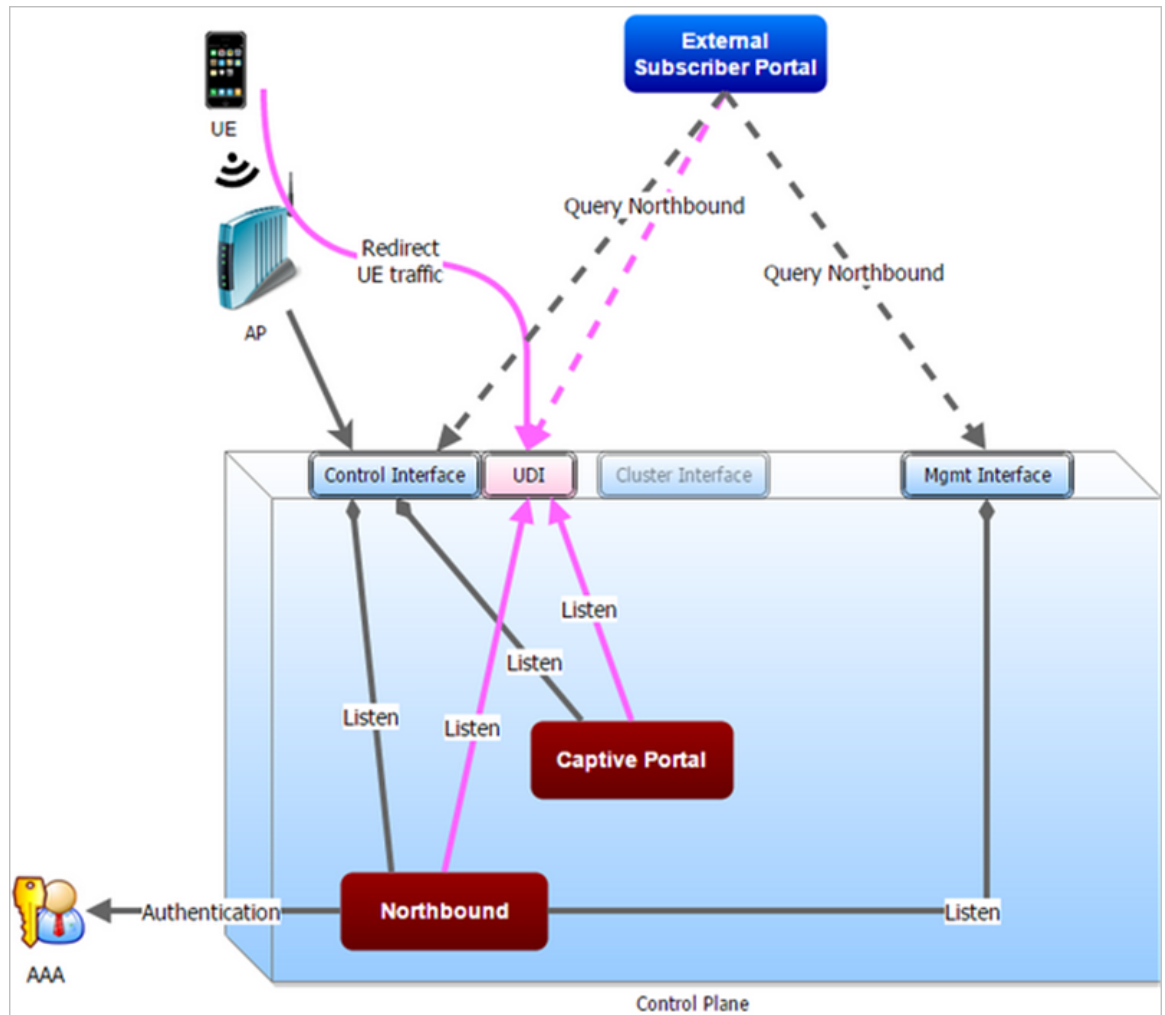 External
Subscriber Portal
UE
Query Northbound
Redirect
UE traffic
Query Northbound
AP
Control Interface
UDI
Cluster Interface
Mgmt Interface
Listen
Listen
Listen
Listen
Captive Portal
Northbound
Authentication
Listen
AAA
Control Plane